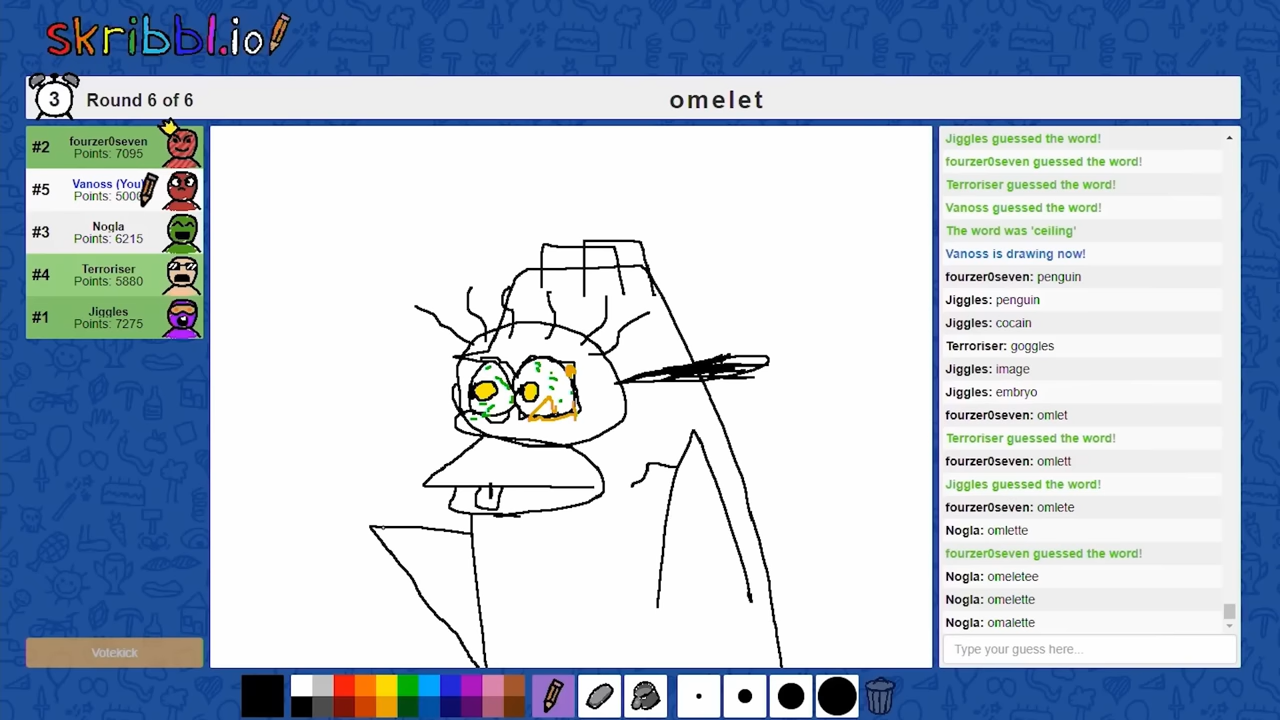 skribbl.io
3
Round 6 of 6
omelet
#2
fourzer0seven
Points: 7095
#5
Vanoss (You)
Points: 5000
#3
Nogla
Points: 6215
#4
Terroriser
Points: 5880
#1
Jiggles
Points: 7275
Votekick
Jiggles guessed the word!
fourzer0seven guessed the word!
Terroriser guessed the word!
Vanoss guessed the word!
The word was 'ceiling'
Vanoss is drawing now!
fourzer0seven: penguin
Jiggles: penguin
Jiggles: cocain
Terroriser: goggles
Jiggles: image
Jiggles: embryo
fourzer0seven: omlet
Terroriser guessed the word!
fourzer0seven: omlett
Jiggles guessed the word!
fourzer0seven: omlete
Nogla: omlette
fourzer0seven guessed the word!
Nogla: omeletee
Nogla: omelette
Nogla: omalette
Type your guess here...